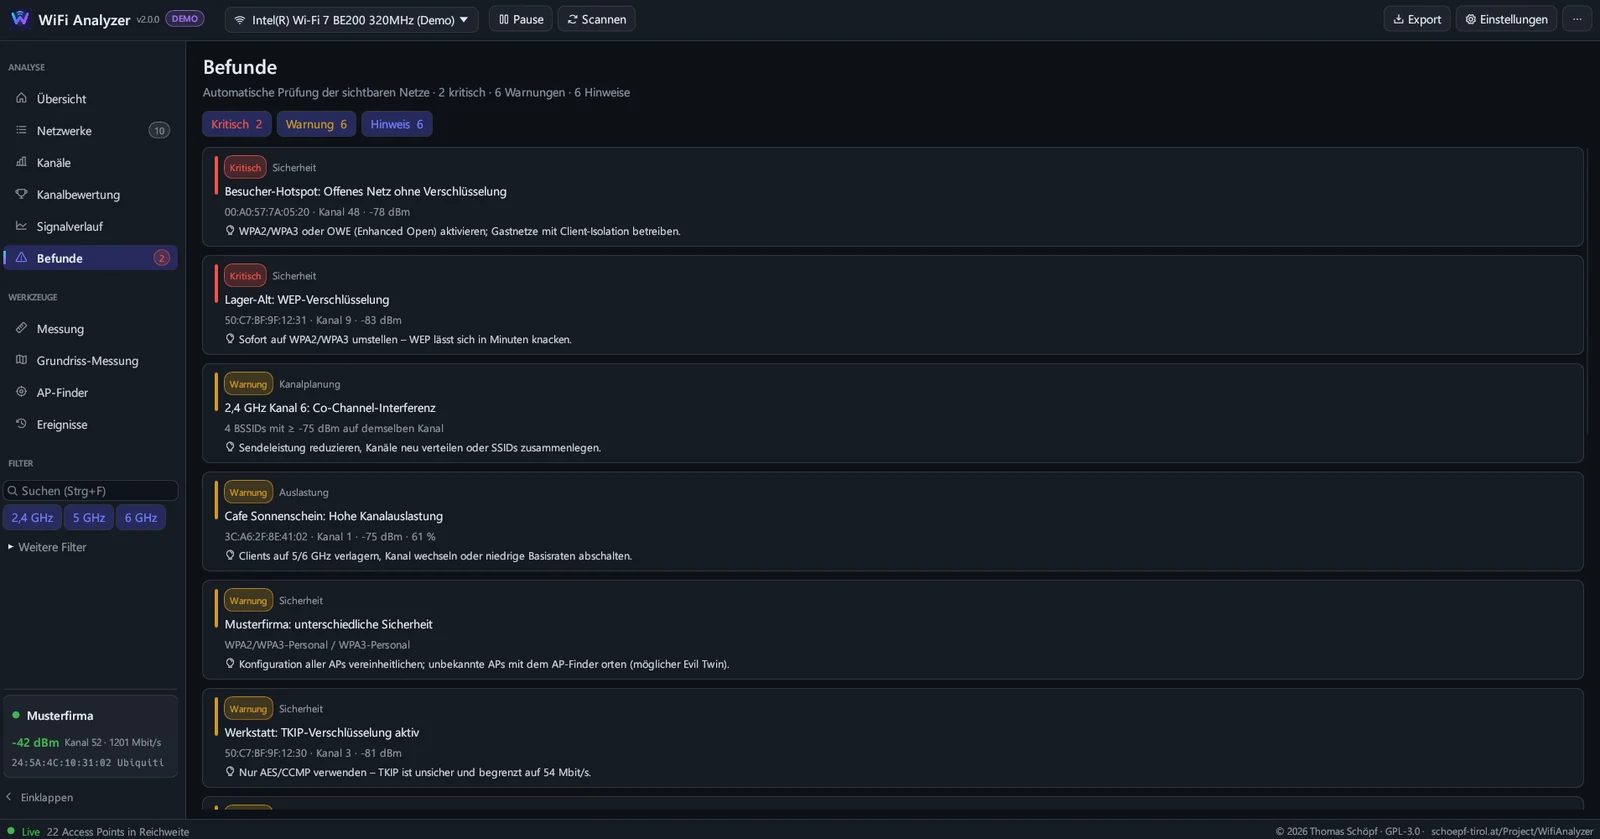 WiFi Analyzer v2.0.0 DEMO
Intel(R) Wi-Fi 7 BE200 320MHz (Demo)
Pause
Scannen
Export
Einstellungen
ANALYSE
Übersicht
Netzwerke 10
Kanäle
Kanalbewertung
Signalverlauf
Befunde 2
WERKZEUGE
Messung
Grundriss-Messung
AP-Finder
Ereignisse
FILTER
Suchen (Strg+F)
2,4 GHz 5 GHz 6 GHz
Weitere Filter
Musterfirma
-42 dBm Kanal 52 · 1201 Mbit/s
24:5A:4C:10:31:02 Ubiquiti
Einklappen
Befunde
Automatische Prüfung der sichtbaren Netze · 2 kritisch · 6 Warnungen · 6 Hinweise
Kritisch 2 Warnung 6 Hinweis 6
Kritisch Sicherheit
Besucher-Hotspot: Offenes Netz ohne Verschlüsselung
00:A0:57:7A:05:20 · Kanal 48 · -78 dBm
WPA2/WPA3 oder OWE (Enhanced Open) aktivieren; Gastnetze mit Client-Isolation betreiben.
Kritisch Sicherheit
Lager-Alt: WEP-Verschlüsselung
50:C7:BF:9F:12:31 · Kanal 9 · -83 dBm
Sofort auf WPA2/WPA3 umstellen – WEP lässt sich in Minuten knacken.
Warnung Kanalplanung
2,4 GHz Kanal 6: Co-Channel-Interferenz
4 BSSIDs mit ≥ -75 dBm auf demselben Kanal
Sendeleistung reduzieren, Kanäle neu verteilen oder SSIDs zusammenlegen.
Warnung Auslastung
Cafe Sonnenschein: Hohe Kanalauslastung
3C:A6:2F:8E:41:02 · Kanal 1 · -75 dBm · 61 %
Clients auf 5/6 GHz verlagern, Kanal wechseln oder niedrige Basisraten abschalten.
Warnung Sicherheit
Musterfirma: unterschiedliche Sicherheit
WPA2/WPA3-Personal / WPA3-Personal
Konfiguration aller APs vereinheitlichen; unbekannte APs mit dem AP-Finder orten (möglicher Evil Twin).
Warnung Sicherheit
Werkstatt: TKIP-Verschlüsselung aktiv
50:C7:BF:9F:12:30 · Kanal 3 · -81 dBm
Nur AES/CCMP verwenden – TKIP ist unsicher und begrenzt auf 54 Mbit/s.
Live 22 Access Points in Reichweite
© 2026 Thomas Schöpf · GPL-3.0 · schoepf-tirol.at/Project/WifiAnalyzer